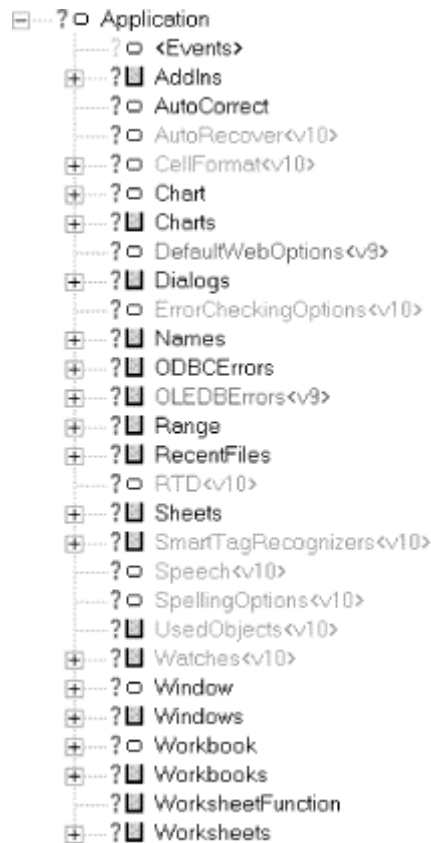 ? Application
? <Events>
? AddIns
? AutoCorrect
? AutoRecover<v10>
? CellFormat<v10>
? Chart
? Charts
? DefaultWebOptions<v9>
? Dialogs
? ErrorCheckingOptions<v10>
? Names
? ODBCErrors
? OLEDBErrors<v9>
? Range
? RecentFiles
? RTD<v10>
? Sheets
? SmartTagRecognizers<v10>
? Speech<v10>
? SpellingOptions<v10>
? UsedObjects<v10>
? Watches<v10>
? Window
? Windows
? Workbook
? Workbooks
? WorksheetFunction
? Worksheets